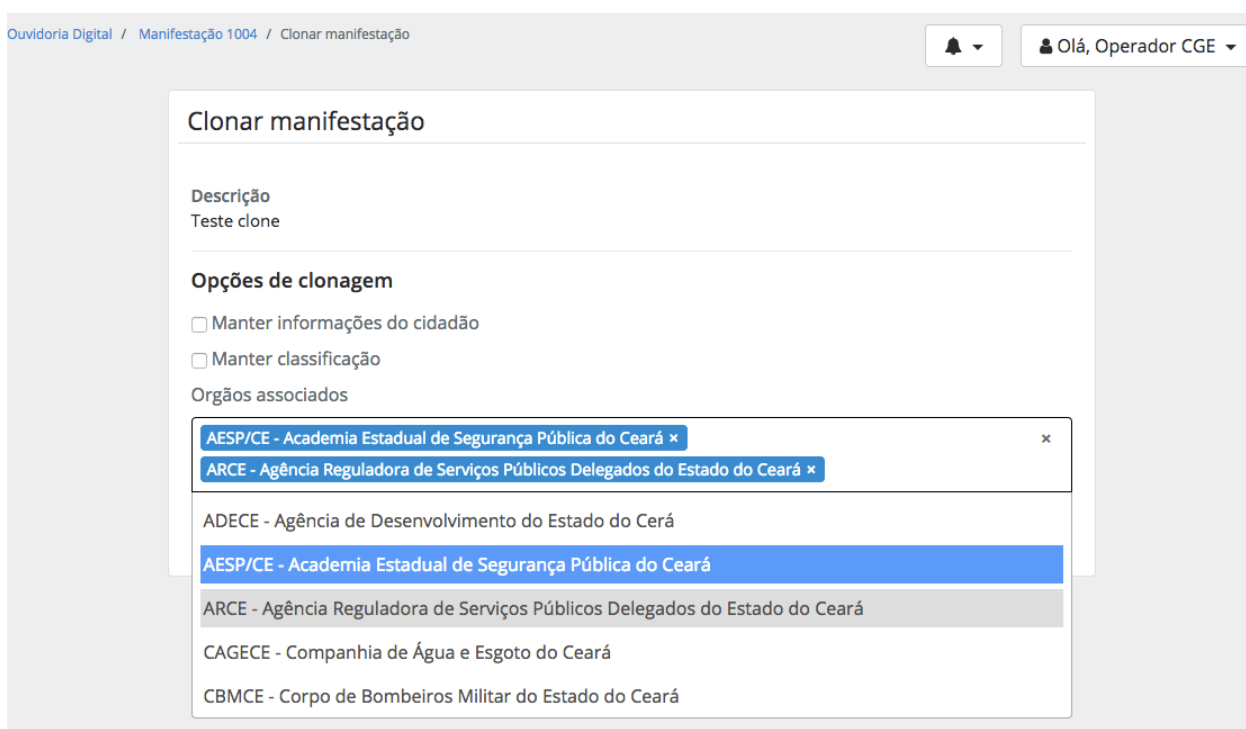 Ouvidoria Digital / Manifestação 1004 / Clonar manifestação
Olá, Operador CGE
Clonar manifestação
Descrição
Teste clone
Opções de clonagem
Manter informações do cidadão
Manter classificação
Orgãos associados
AESP/CE - Academia Estadual de Segurança Pública do Ceará ×
×
ARCE - Agência Reguladora de Serviços Públicos Delegados do Estado do Ceará ×
ADECE - Agência de Desenvolvimento do Estado do Cerá
AESP/CE - Academia Estadual de Segurança Pública do Ceará
ARCE - Agência Reguladora de Serviços Públicos Delegados do Estado do Ceará
CAGECE - Companhia de Água e Esgoto do Ceará
CBMCE - Corpo de Bombeiros Militar do Estado do Ceará